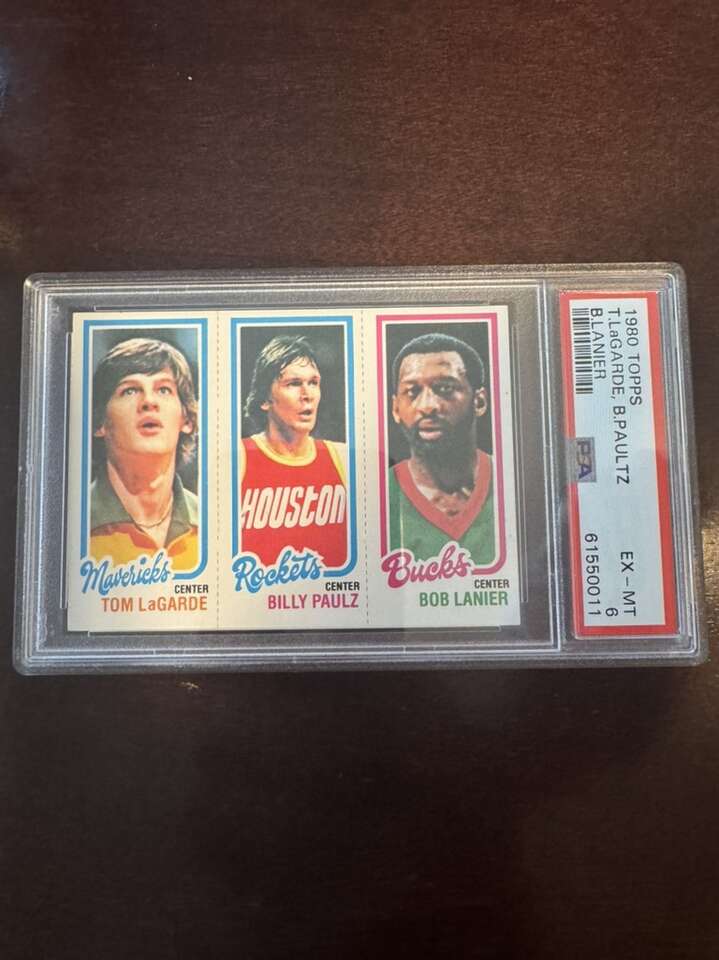 Mavericks
CENTER
TOM LaGARDE
HOUSTON
Rockets
CENTER
BILLY PAULZ
Bucks
CENTER
BOB LANIER
1980 TOPPS
T.LaGARDE, B.PAULTZ
B.LANIER
EX - MT
6
PSA
61550011